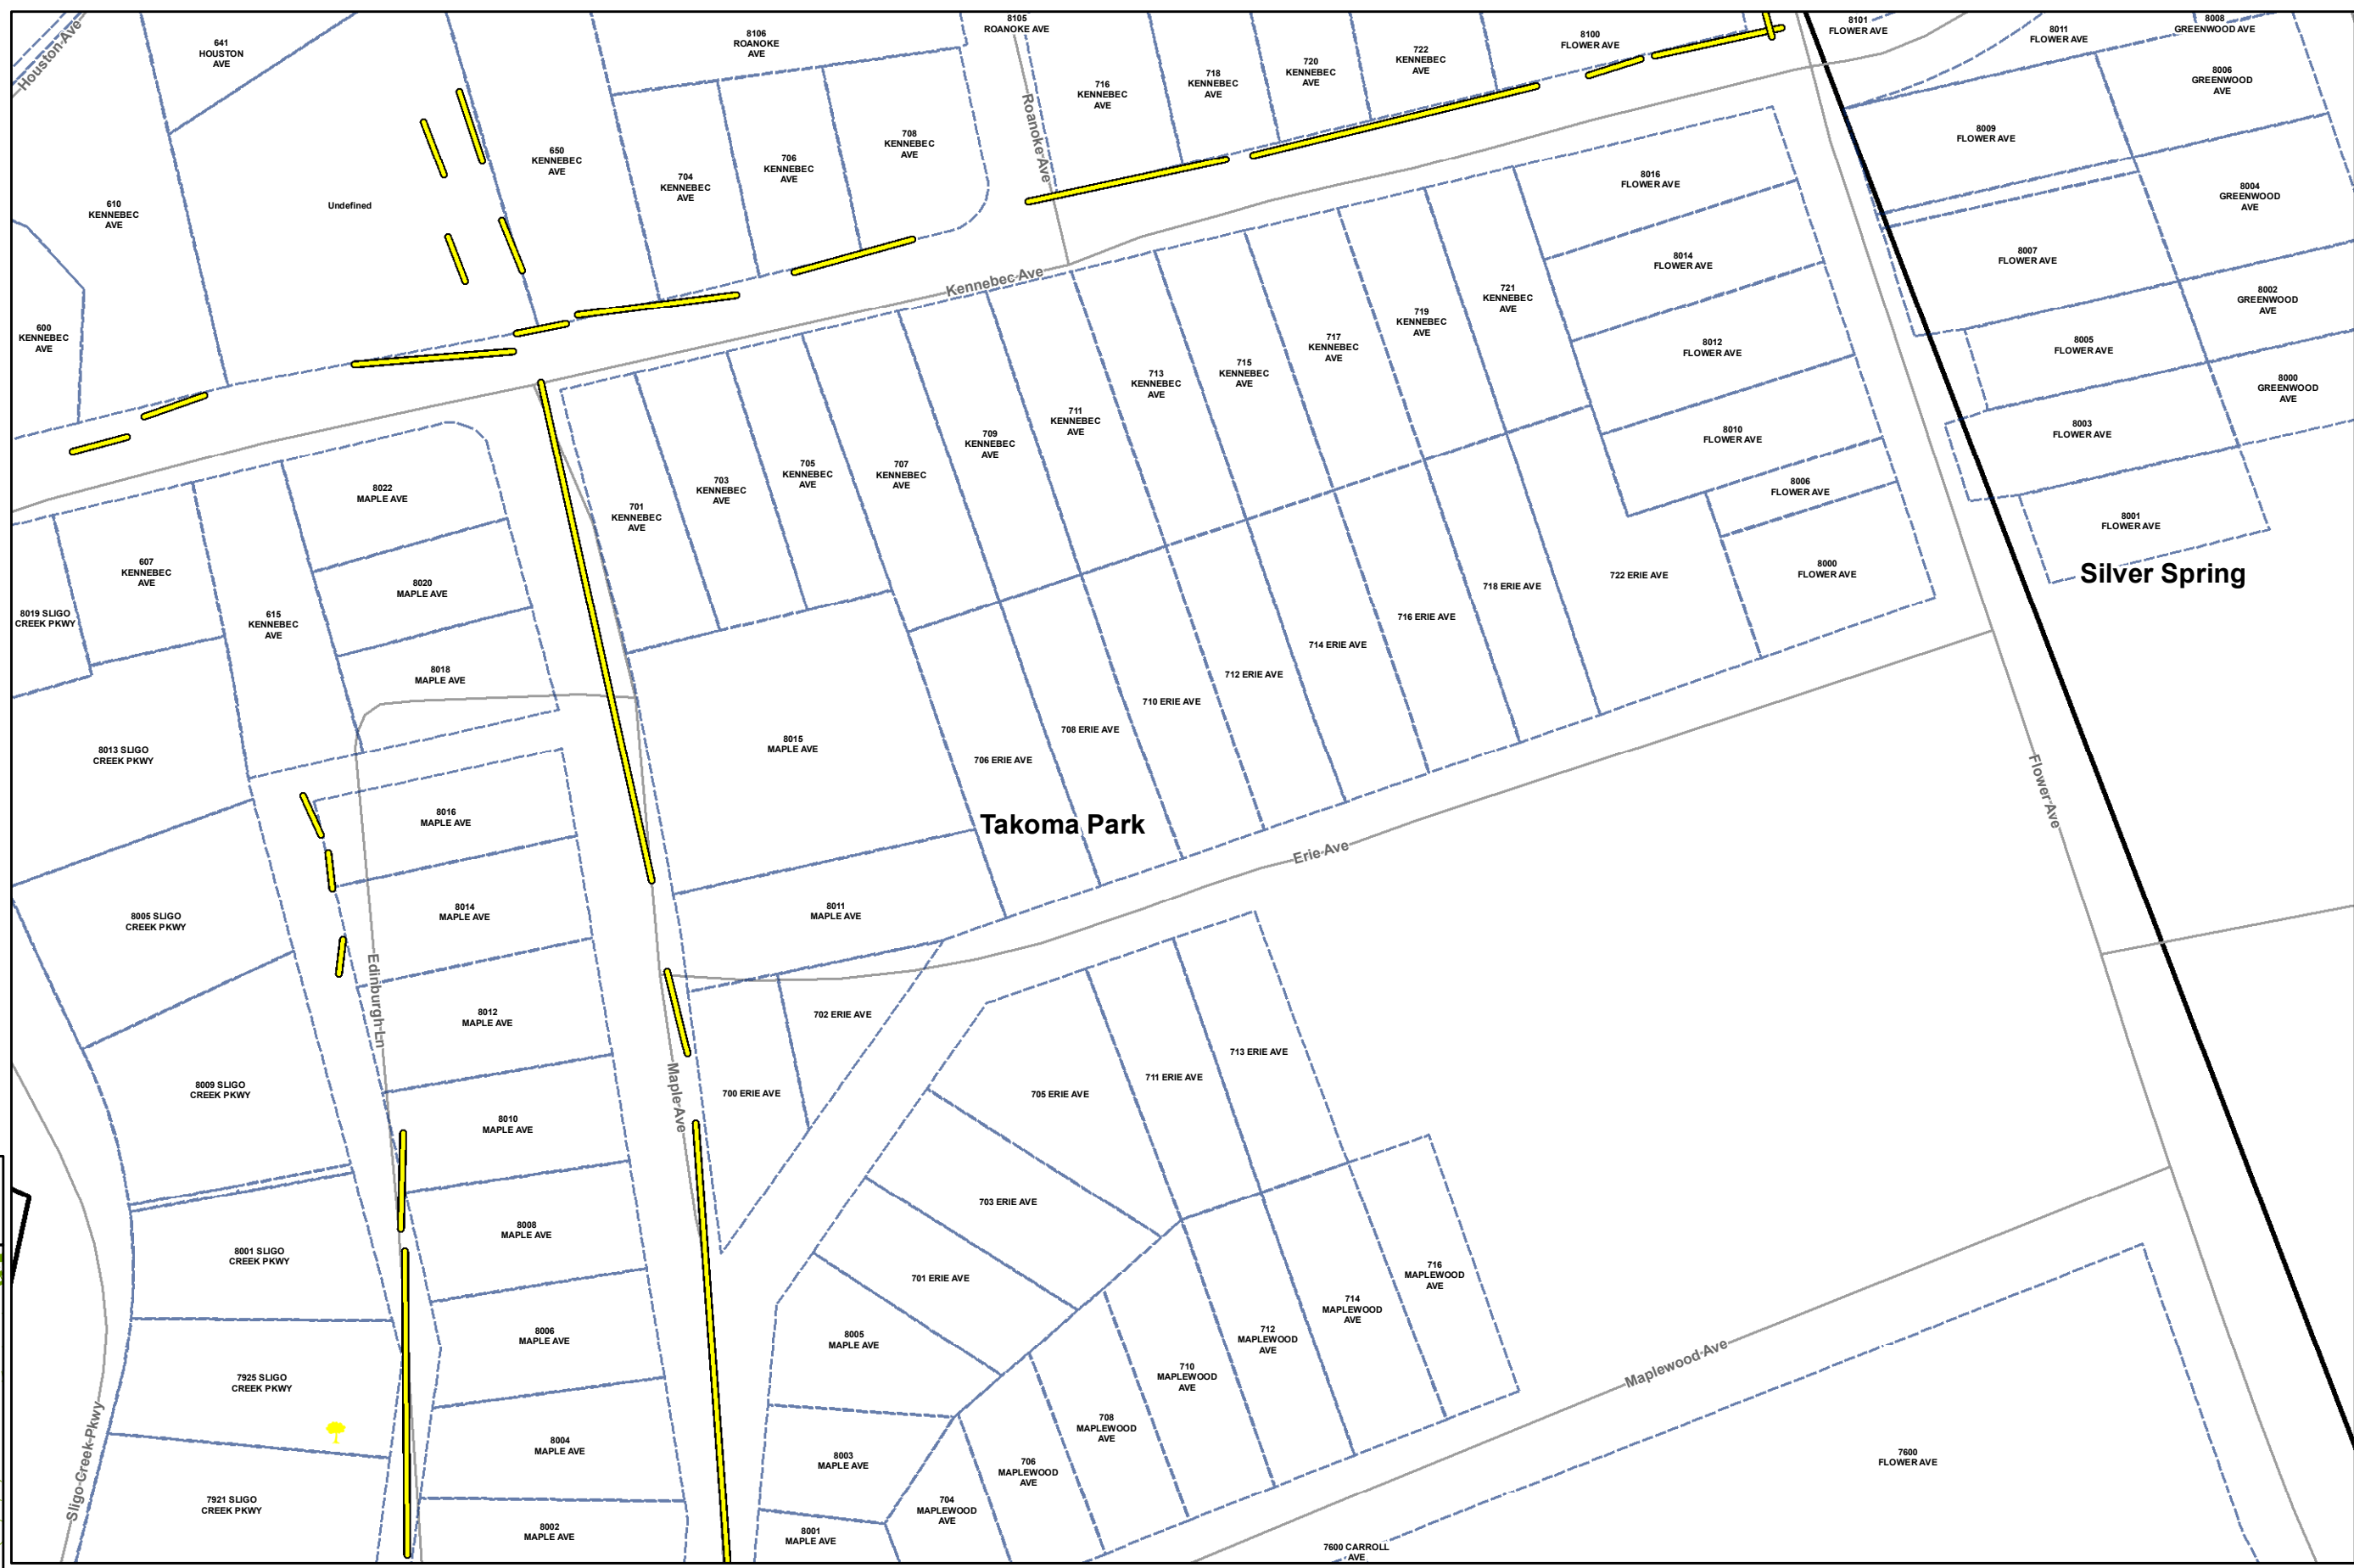 Houston Ave
641
HOUSTON
AVE
8106
ROANOKE
AVE
8105
ROANOKE AVE
8100
FLOWER AVE
8101
FLOWER AVE
8011
FLOWER AVE
8008
GREENWOOD AVE
716
KENNEBEC
AVE
718
KENNEBEC
AVE
720
KENNEBEC
AVE
722
KENNEBEC
AVE
8006
GREENWOOD
AVE
8009
FLOWER AVE
Roanoke Ave
650
KENNEBEC
AVE
704
KENNEBEC
AVE
706
KENNEBEC
AVE
708
KENNEBEC
AVE
8016
FLOWER AVE
8004
GREENWOOD
AVE
610
KENNEBEC
AVE
Undefined
8014
FLOWER AVE
8007
FLOWER AVE
Kennebec Ave
8002
GREENWOOD
AVE
600
KENNEBEC
AVE
721
KENNEBEC
AVE
719
KENNEBEC
AVE
717
KENNEBEC
AVE
715
KENNEBEC
AVE
713
KENNEBEC
AVE
711
KENNEBEC
AVE
709
KENNEBEC
AVE
707
KENNEBEC
AVE
705
KENNEBEC
AVE
703
KENNEBEC
AVE
701
KENNEBEC
AVE
8012
FLOWER AVE
8005
FLOWER AVE
8000
GREENWOOD
AVE
8010
FLOWER AVE
8003
FLOWER AVE
8006
FLOWER AVE
8001
FLOWER AVE
8022
MAPLE AVE
607
KENNEBEC
AVE
8020
MAPLE AVE
8019 SLIGO
CREEK PKWY
615
KENNEBEC
AVE
8018
MAPLE AVE
8000
FLOWER AVE
Silver Spring
722 ERIE AVE
718 ERIE AVE
716 ERIE AVE
714 ERIE AVE
712 ERIE AVE
710 ERIE AVE
708 ERIE AVE
706 ERIE AVE
8015
MAPLE AVE
8013 SLIGO
CREEK PKWY
8016
MAPLE AVE
Takoma Park
Flower Ave
Erie Ave
8005 SLIGO
CREEK PKWY
8014
MAPLE AVE
8011
MAPLE AVE
Edinburgh Ln
8012
MAPLE AVE
702 ERIE AVE
713 ERIE AVE
711 ERIE AVE
705 ERIE AVE
700 ERIE AVE
Maple Ave
8009 SLIGO
CREEK PKWY
8010
MAPLE AVE
703 ERIE AVE
8008
MAPLE AVE
8001 SLIGO
CREEK PKWY
701 ERIE AVE
716
MAPLEWOOD
AVE
714
MAPLEWOOD
AVE
712
MAPLEWOOD
AVE
710
MAPLEWOOD
AVE
708
MAPLEWOOD
AVE
706
MAPLEWOOD
AVE
704
MAPLEWOOD
AVE
8006
MAPLE AVE
8005
MAPLE AVE
Maplewood Ave
7925 SLIGO
CREEK PKWY
8004
MAPLE AVE
8003
MAPLE AVE
7600
FLOWER AVE
Sligo Creek Pkwy
7921 SLIGO
CREEK PKWY
8002
MAPLE AVE
8001
MAPLE AVE
7600 CARROLL
AVE